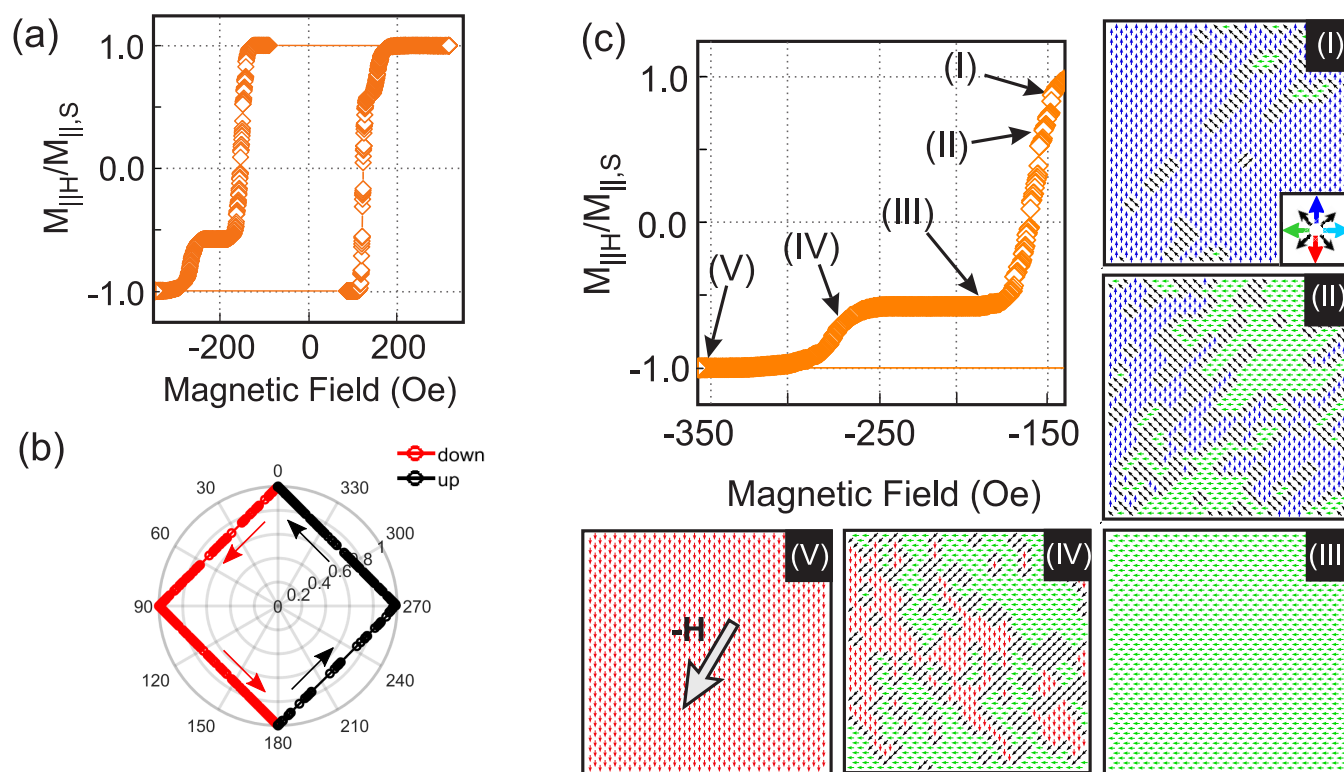 (a)
M||H/M||,S
1.0
0.0
-1.0
-200
0
200
Magnetic Field (Oe)
(b)
down
up
0
30
330
60
300
90
270
120
240
150
210
180
0
0.2
0.4
0.6
0.8
1
(c)
M||H/M||,S
1.0
0.0
-1.0
(I)
(II)
(III)
(IV)
(V)
-350
-250
-150
Magnetic Field (Oe)
(I)
(II)
(V)
-H
(IV)
(III)